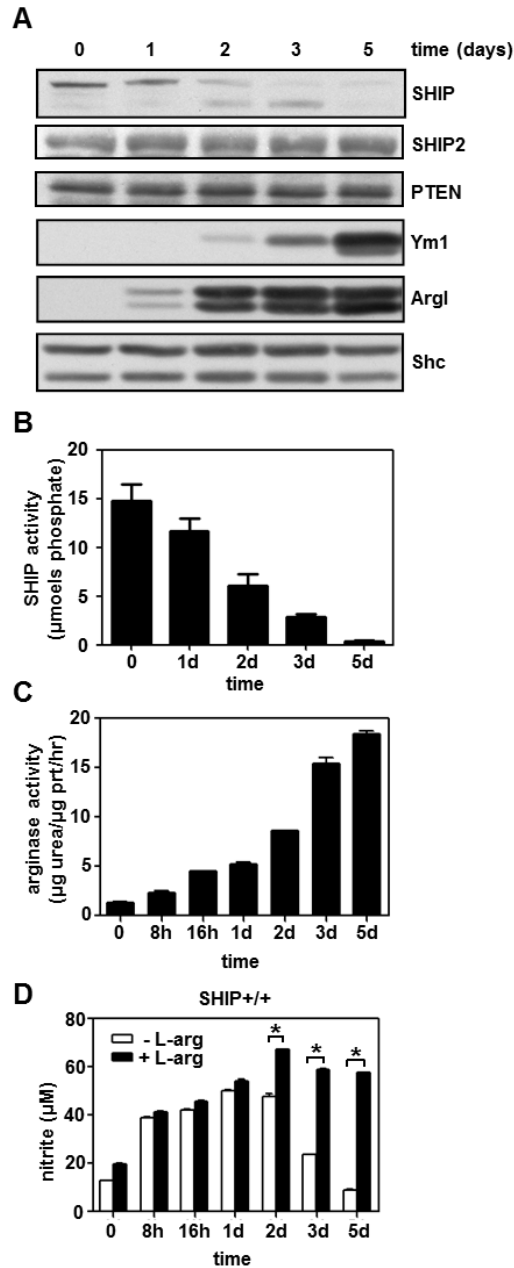 A
0 1 2 3 5 time (days)
SHIP
SHIP2
PTEN
Ym1
ArgI
Shc
B
SHIP activity
(µmoels phosphate)
20
15
10
5
0
0 1d 2d 3d 5d
time
C
arginase activity
(µg urea/µg prt/hr)
20
15
10
5
0
0 8h 16h 1d 2d 3d 5d
time
D
SHIP+/+
nitrite (µM)
80
60
40
20
0
- L-arg
+ L-arg
* * *
0 8h 16h 1d 2d 3d 5d
time